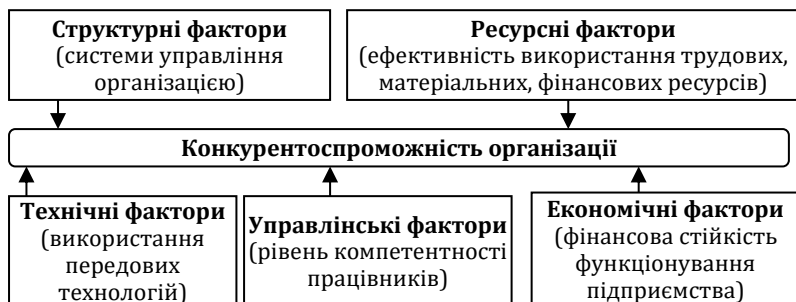 Структурні фактори
(системи управління
організацією)
Ресурсні фактори
(ефективність використання трудових,
матеріальних, фінансових ресурсів)
Конкурентоспроможність організації
Технічні фактори
(використання
передових
технологій)
Управлінські фактори
(рівень компетентності
працівників)
Економічні фактори
(фінансова стійкість
функціонування
підприємства)